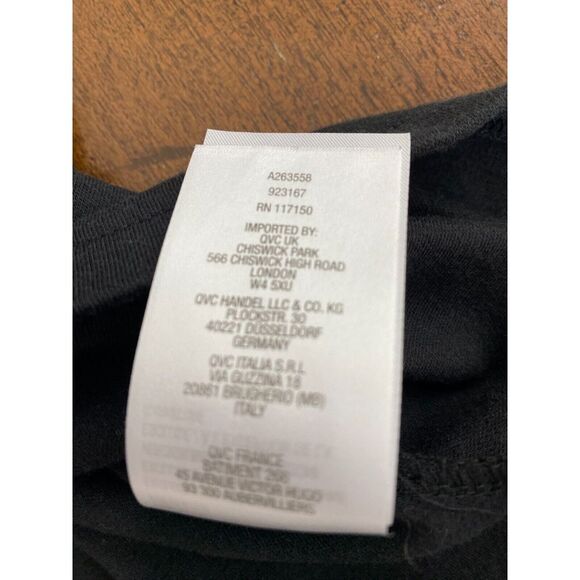 A263558
923167
RN 117150
IMPORTED BY:
QVC UK
CHISWICK PARK
566 CHISWICK HIGH ROAD
LONDON
W4 5XU
QVC HANDEL LLC & CO. KG
PLOCKSTR. 30
40221 DÜSSELDORF
GERMANY
QVC ITALIA S.R.L
VIA GUZZINA 18
20861 BRUGHERIO (MB)
ITALY
QVC FRANCE
BATIMENT 299
45 AVENUE VICTOR HUGO
93 300 AUBERVILLIERS